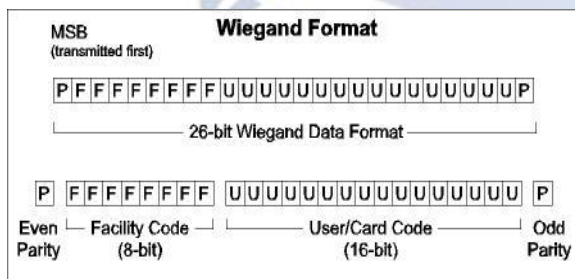 MSB
(transmitted first)
Wiegand Format
PFFFFFFFFUUUUUUUUUUUUUUUUP
26-bit Wiegand Data Format
P FFFFFFFF UUUUUUUUUUUUUUUU P
Even Parity
Facility Code
(8-bit)
User/Card Code
(16-bit)
Odd Parity